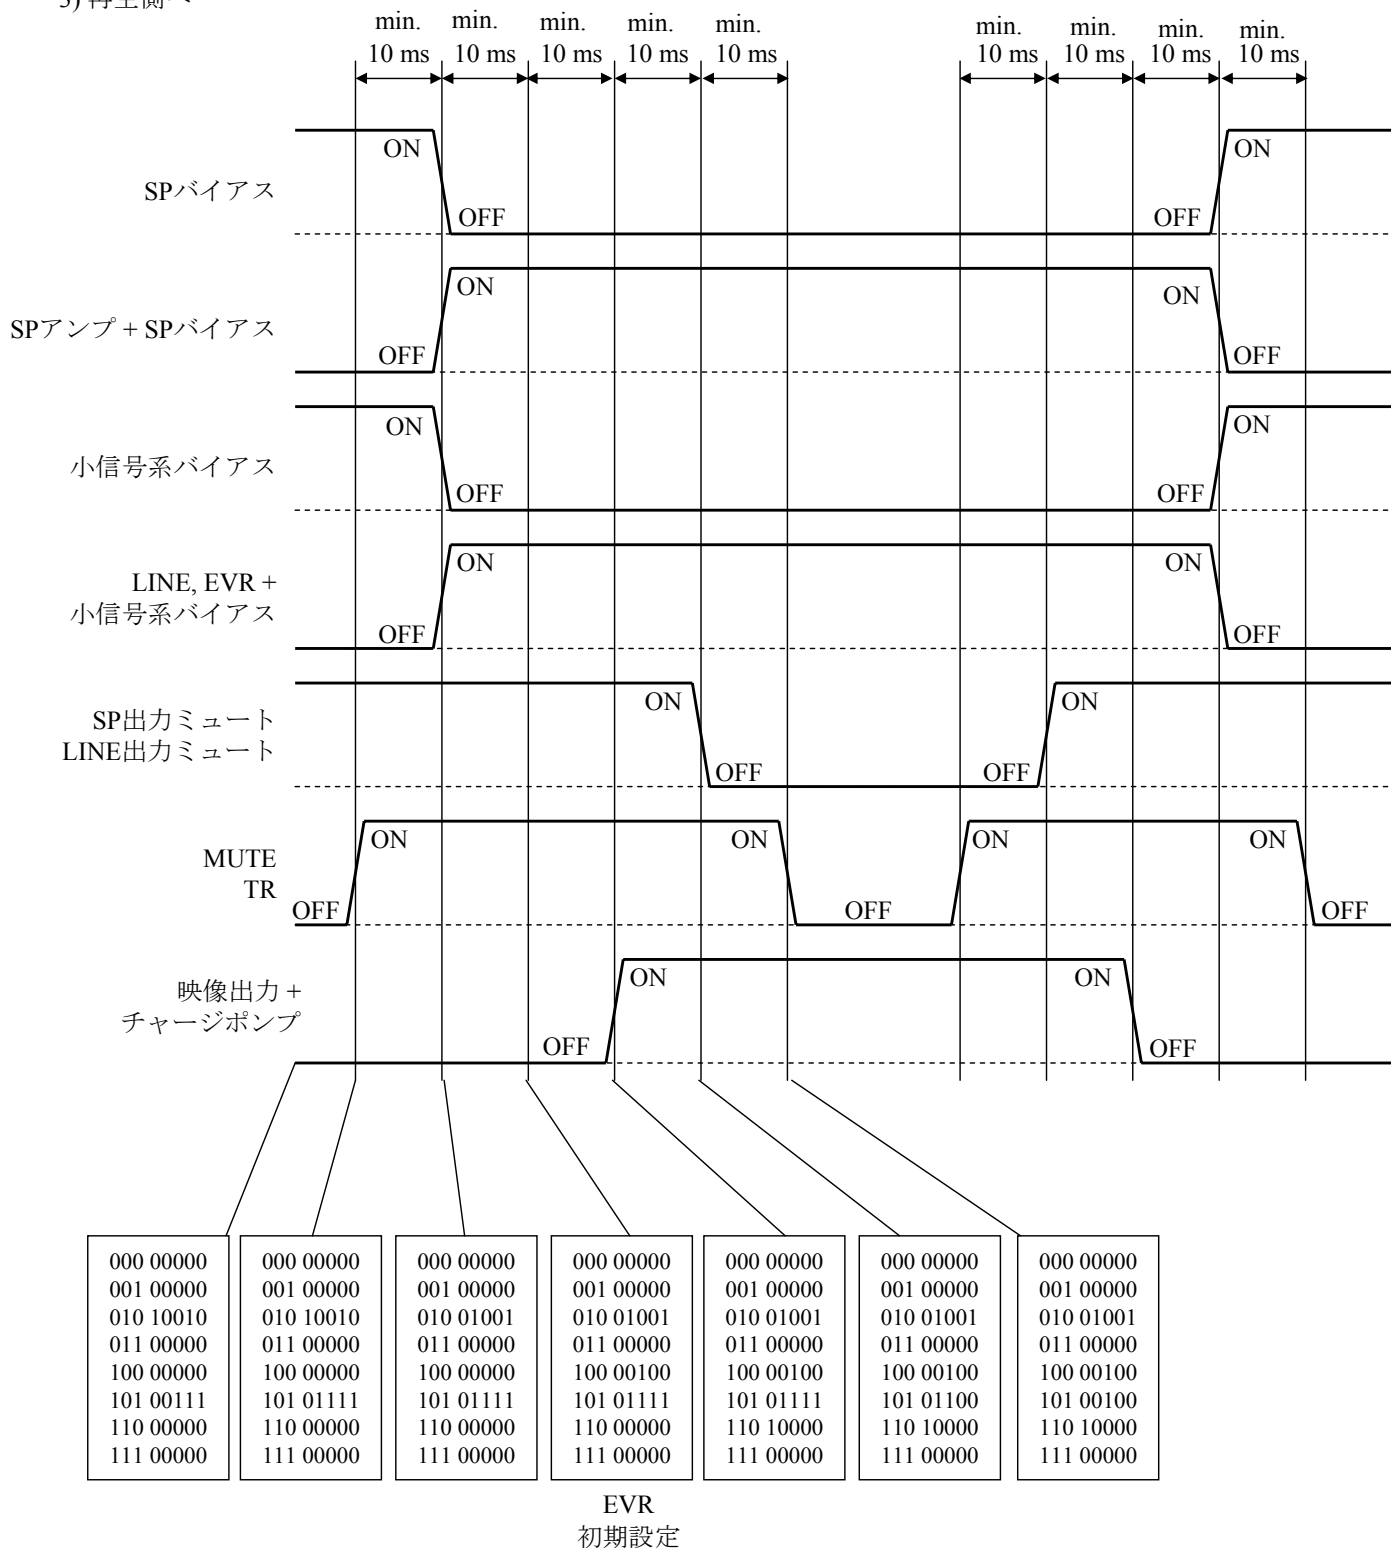 min. min. min. min. min. min. min. min. min.
10 ms 10 ms 10 ms 10 ms 10 ms 10 ms 10 ms 10 ms 10 ms
ON ON
SPバイアス
OFF OFF
ON ON
SPアンプ + SPバイアス
OFF OFF
ON ON
小信号系バイアス
OFF OFF
ON ON
LINE, EVR +
小信号系バイアス
OFF OFF
ON ON
SP出力ミュート
LINE出力ミュート
OFF OFF
ON ON ON ON
MUTE
TR
OFF OFF OFF
ON ON
映像出力 +
チャージポンプ
OFF OFF
000 00000 000 00000 000 00000 000 00000 000 00000 000 00000 000 00000
001 00000 001 00000 001 00000 001 00000 001 00000 001 00000 001 00000
010 10010 010 10010 010 01001 010 01001 010 01001 010 01001 010 01001
011 00000 011 00000 011 00000 011 00000 011 00000 011 00000 011 00000
100 00000 100 00000 100 00000 100 00100 100 00100 100 00100 100 00100
101 00111 101 01111 101 01111 101 01111 101 01111 101 01100 101 00100
110 00000 110 00000 110 00000 110 00000 110 10000 110 10000 110 10000
111 00000 111 00000 111 00000 111 00000 111 00000 111 00000 111 00000
EVR
初期設定